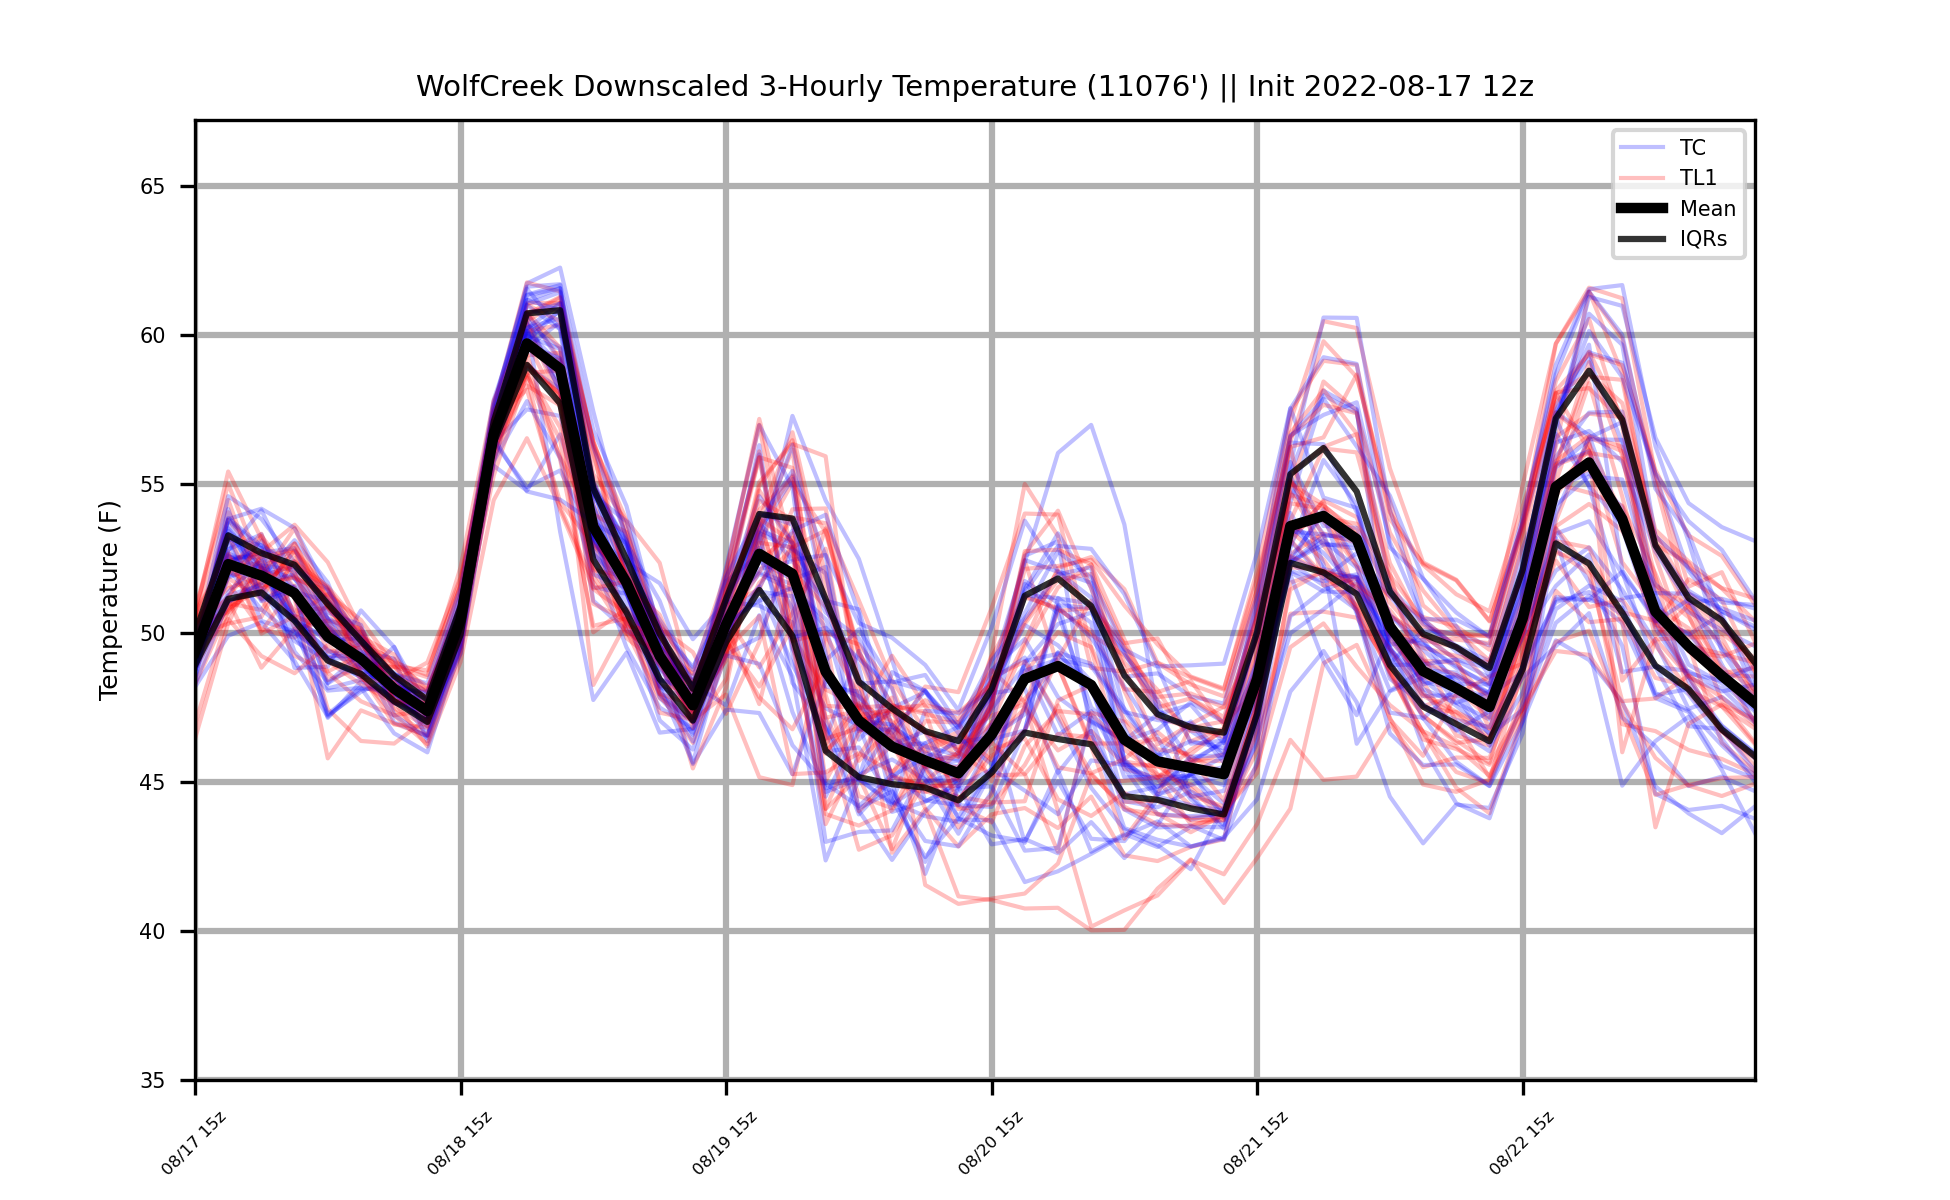 WolfCreek Downscaled 3-Hourly Temperature (11076') || Init 2022-08-17 12z
TC
TL1
Mean
IQRs
Temperature (F)
65
60
55
50
45
40
35
08/17 15z
08/18 15z
08/19 15z
08/20 15z
08/21 15z
08/22 15z